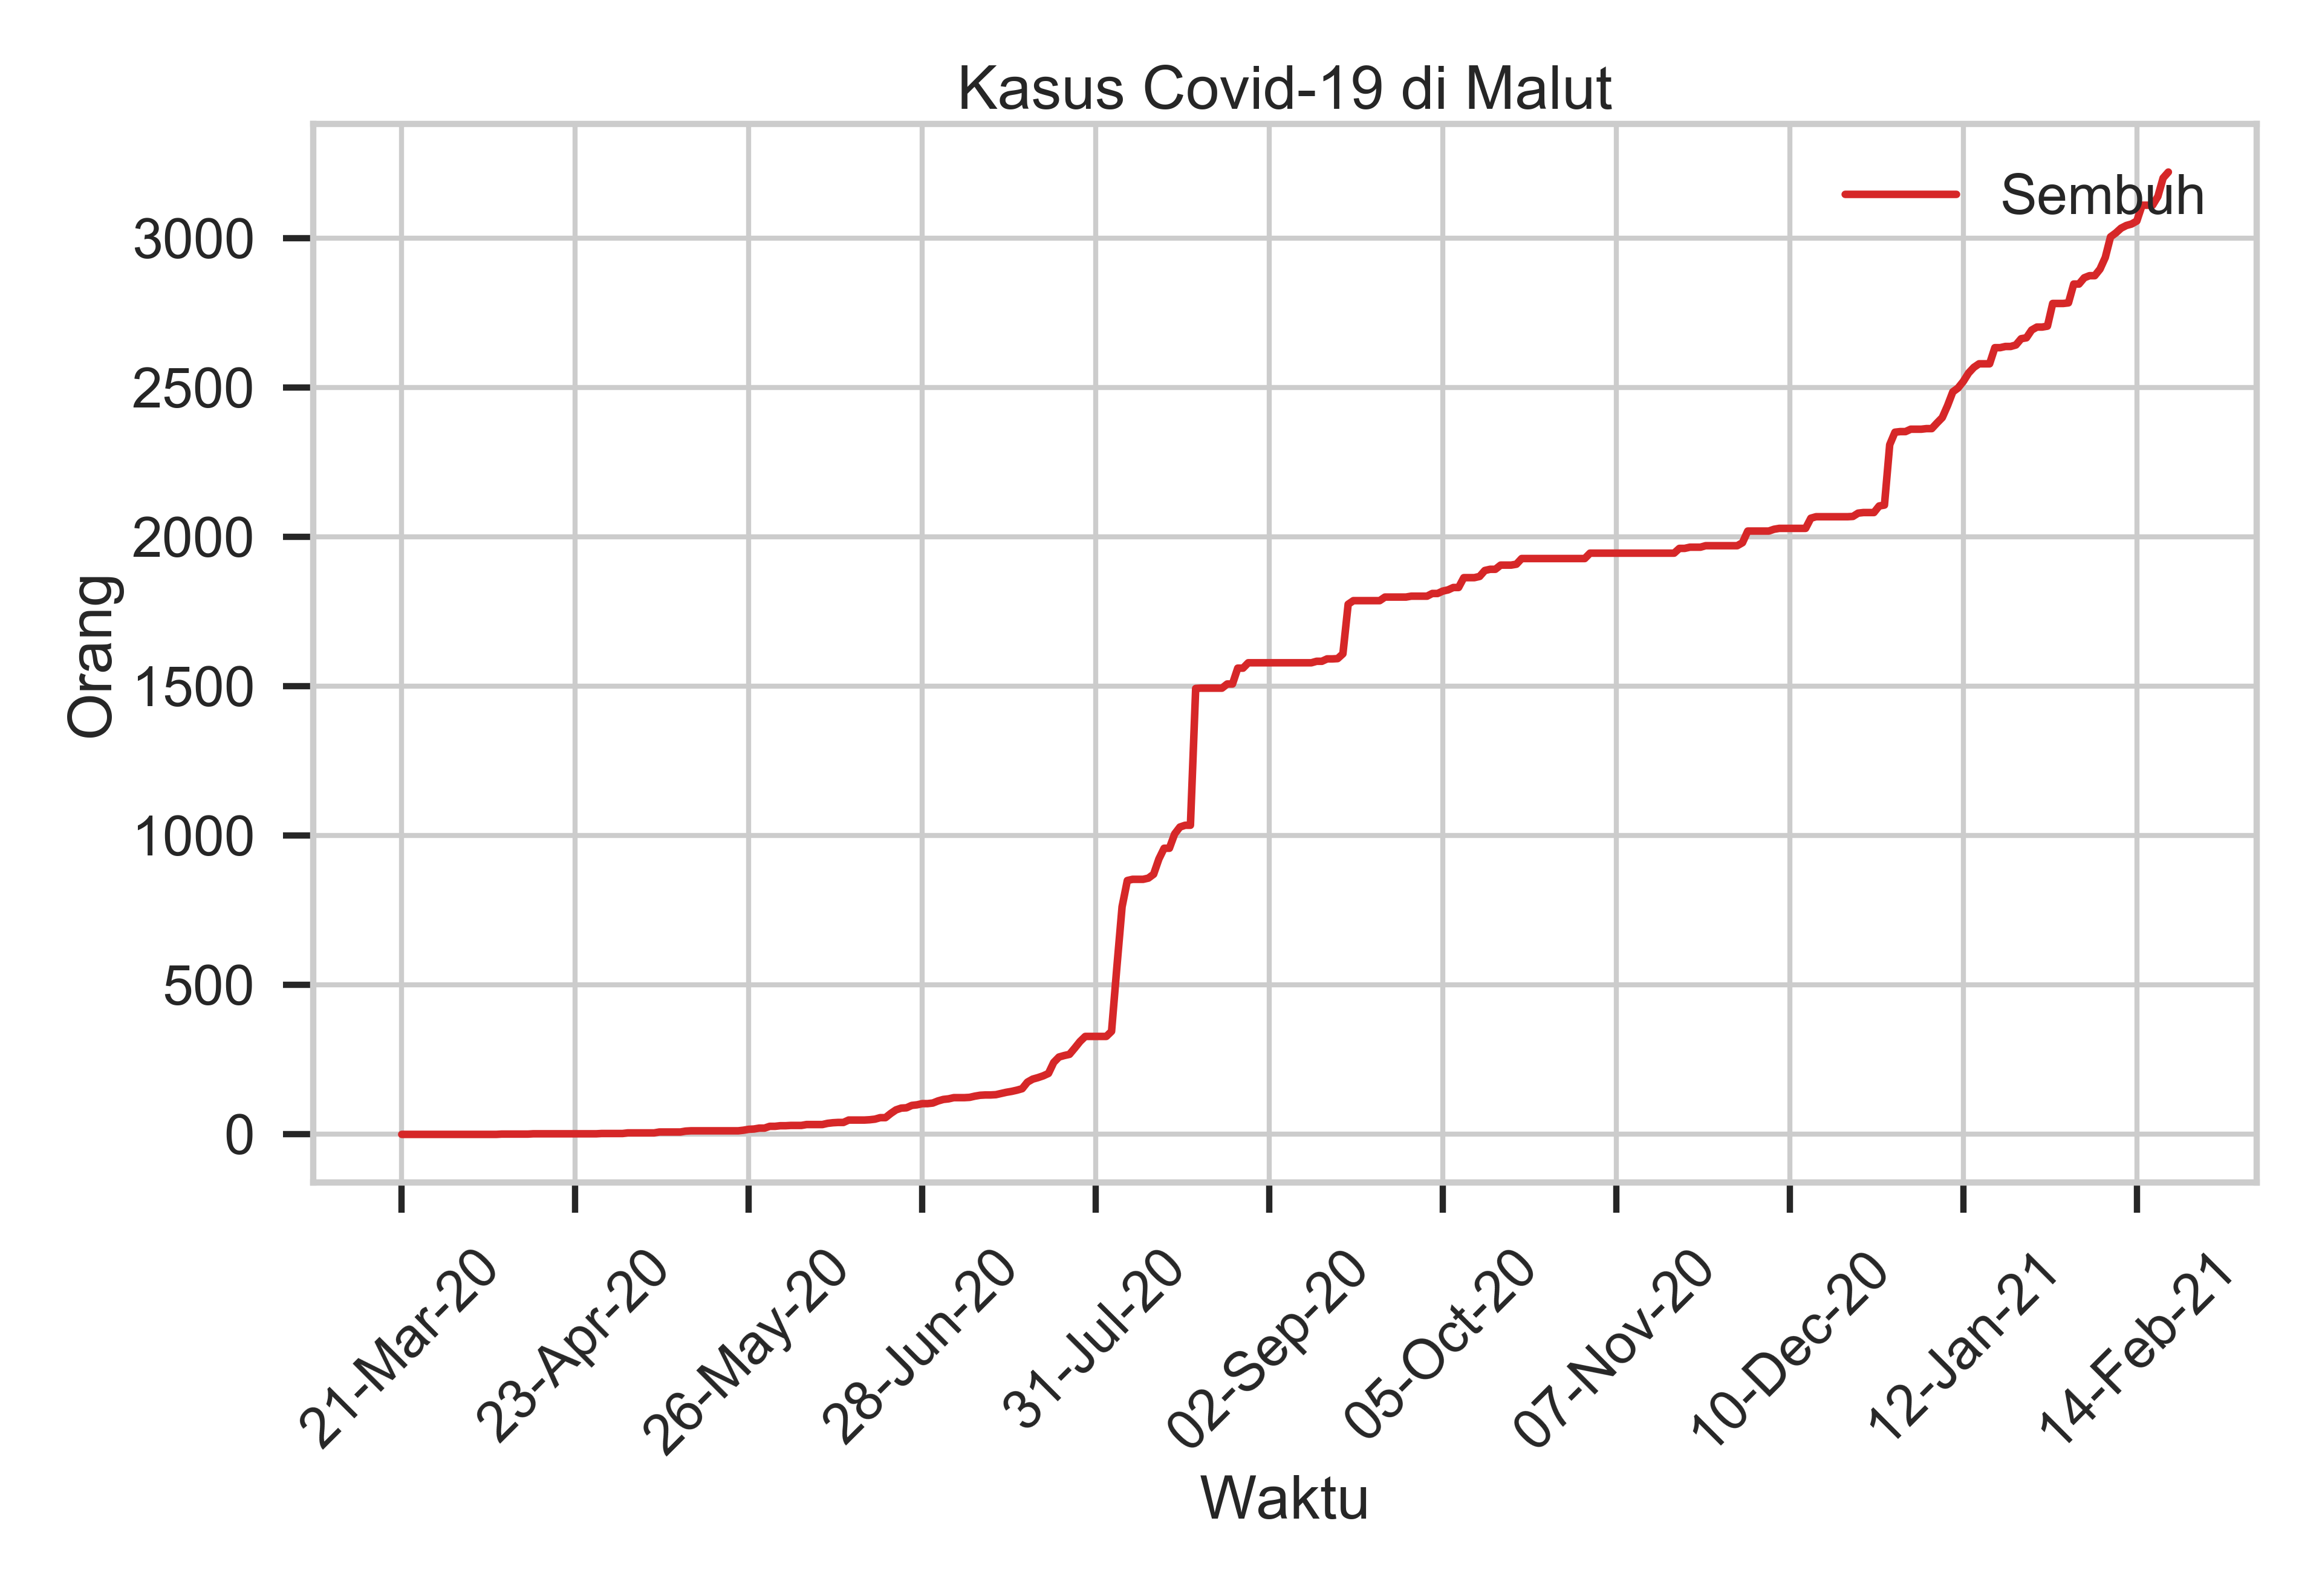 Kasus Covid-19 di Malut
Sembuh
3000
2500
2000
1500
1000
500
0
Orang
21-Mar-20
23-Apr-20
26-May-20
28-Jun-20
31-Jul-20
02-Sep-20
05-Oct-20
07-Nov-20
10-Dec-20
12-Jan-21
14-Feb-21
Waktu